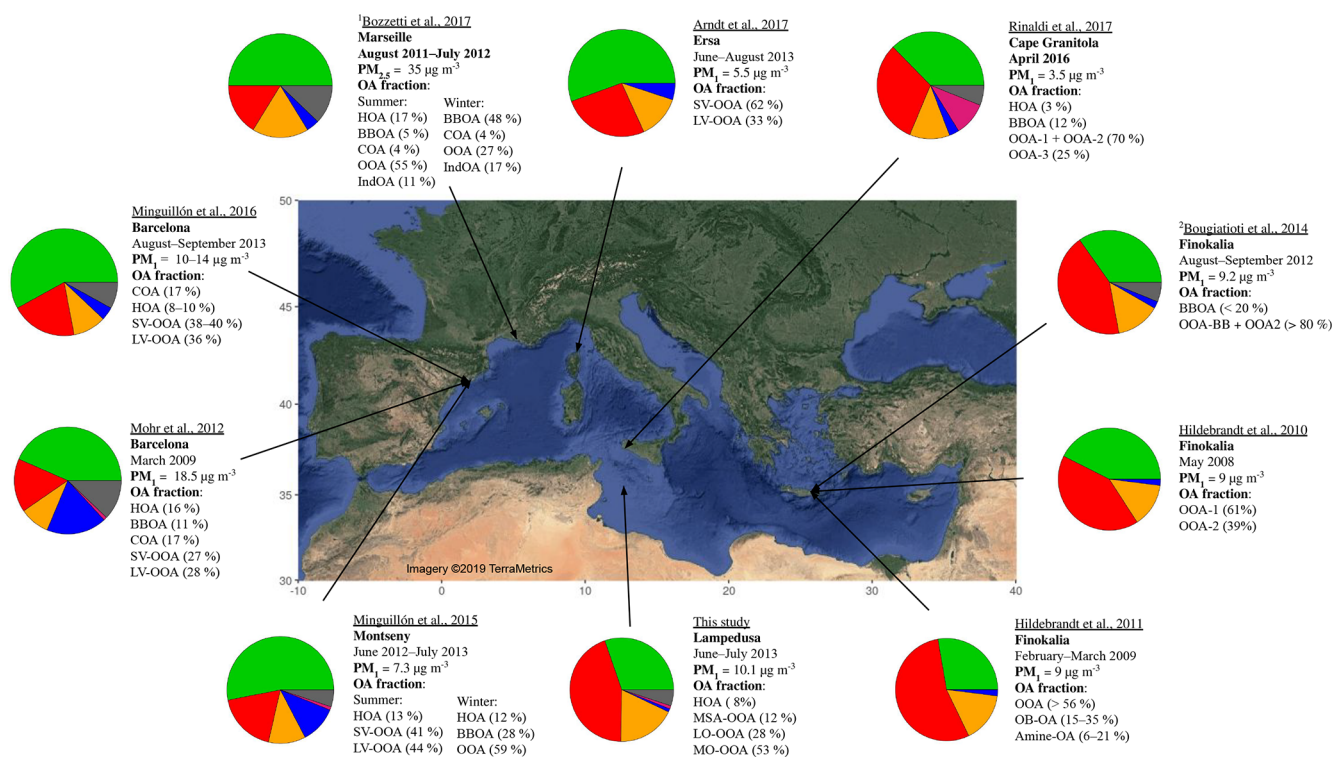 ¹Bozzetti et al., 2017
Marseille
August 2011–July 2012
PM2.5 = 35 µg m-3
OA fraction:
Summer:
HOA (17 %)
BBOA (5 %)
COA (4 %)
OOA (55 %)
IndOA (11 %)
Winter:
BBOA (48 %)
COA (4 %)
OOA (27 %)
IndOA (17 %)
Arndt et al., 2017
Ersa
June–August 2013
PM1 = 5.5 µg m-3
OA fraction:
SV-OOA (62 %)
LV-OOA (33 %)
Rinaldi et al., 2017
Cape Granitola
April 2016
PM1 = 3.5 µg m-3
OA fraction:
HOA (3 %)
BBOA (12 %)
OOA-1 + OOA-2 (70 %)
OOA-3 (25 %)
Minguillón et al., 2016
Barcelona
August–September 2013
PM1 = 10–14 µg m-3
OA fraction:
COA (17 %)
HOA (8–10 %)
SV-OOA (38–40 %)
LV-OOA (36 %)
²Bougiatioti et al., 2014
Finokalia
August–September 2012
PM1 = 9.2 µg m-3
OA fraction:
BBOA (< 20 %)
OOA-BB + OOA2 (> 80 %)
Mohr et al., 2012
Barcelona
March 2009
PM1 = 18.5 µg m-3
OA fraction:
HOA (16 %)
BBOA (11 %)
COA (17 %)
SV-OOA (27 %)
LV-OOA (28 %)
Hildebrandt et al., 2010
Finokalia
May 2008
PM1 = 9 µg m-3
OA fraction:
OOA-1 (61%)
OOA-2 (39%)
50
45
40
35
30
-10
0
10
20
30
40
Imagery ©2019 TerraMetrics
Minguillón et al., 2015
Montseny
June 2012–July 2013
PM1 = 7.3 µg m-3
OA fraction:
Summer:
HOA (13 %)
SV-OOA (41 %)
LV-OOA (44 %)
Winter:
HOA (12 %)
BBOA (28 %)
OOA (59 %)
This study
Lampedusa
June–July 2013
PM1 = 10.1 µg m-3
OA fraction:
HOA ( 8%)
MSA-OOA (12 %)
LO-OOA (28 %)
MO-OOA (53 %)
Hildebrandt et al., 2011
Finokalia
February–March 2009
PM1 = 9 µg m-3
OA fraction:
OOA (> 56 %)
OB-OA (15–35 %)
Amine-OA (6–21 %)